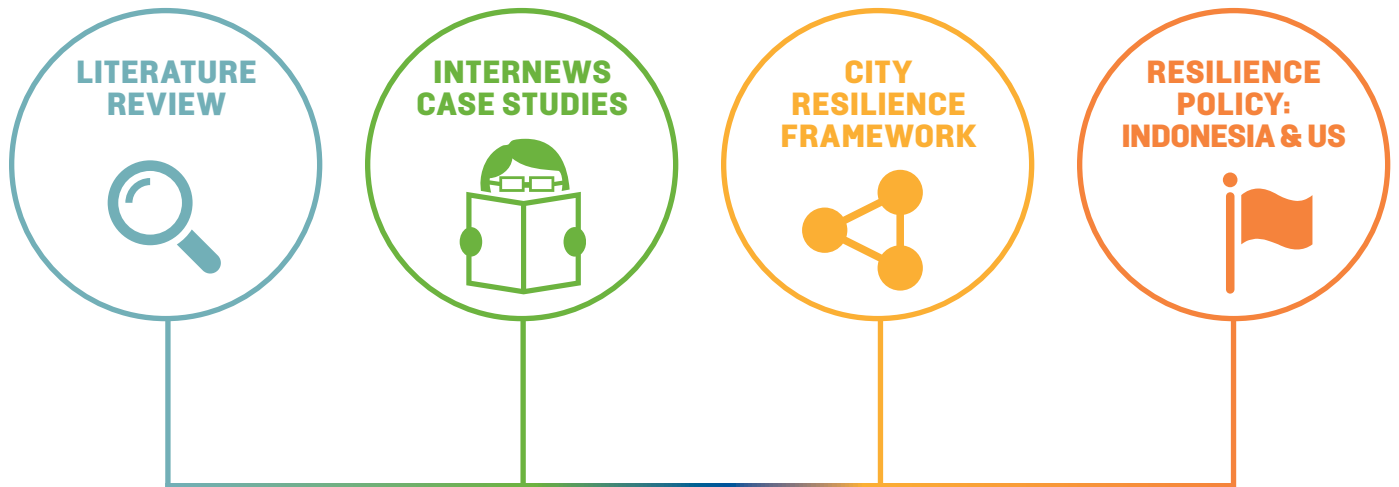 LITERATURE
REVIEW
INTERNEWS
CASE STUDIES
CITY
RESILIENCE
FRAMEWORK
RESILIENCE
POLICY:
INDONESIA & US